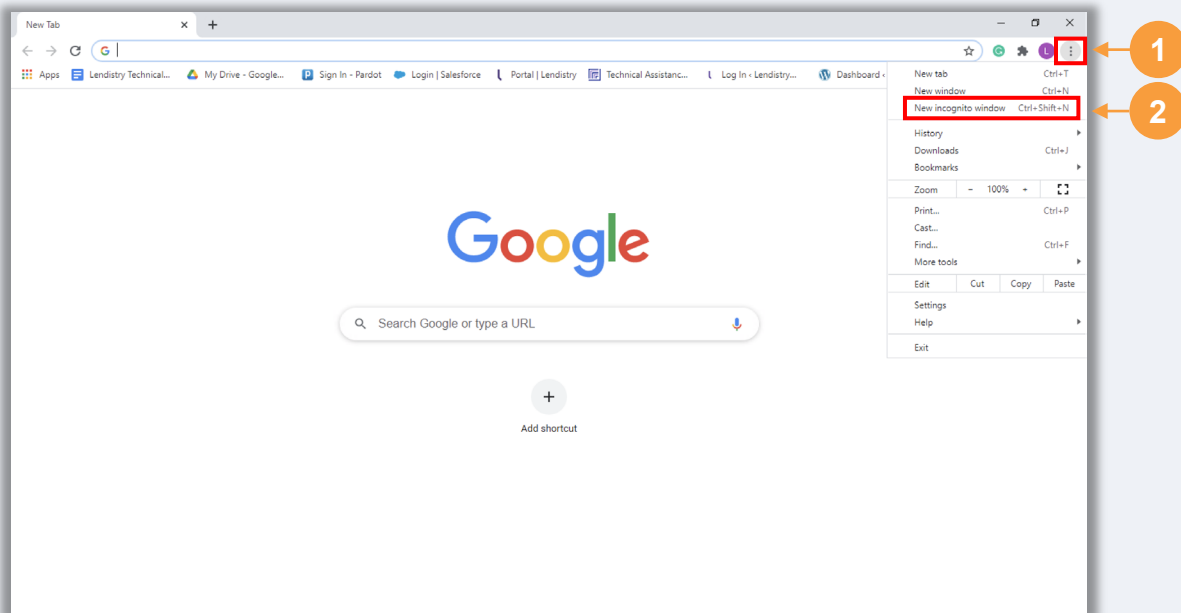 New Tab
Apps Lendistry Technical... My Drive - Google... Sign In - Pardot Login | Salesforce Portal | Lendistry Technical Assistanc... Log In ‹ Lendistry... Dashboard ‹
G
L
1
New tab Ctrl+T
New window Ctrl+N
New incognito window Ctrl+Shift+N
2
History
Downloads Ctrl+J
Bookmarks
Zoom - 100% +
Print... Ctrl+P
Cast...
Find... Ctrl+F
More tools
Edit Cut Copy Paste
Settings
Help
Exit
Google
Search Google or type a URL
Add shortcut